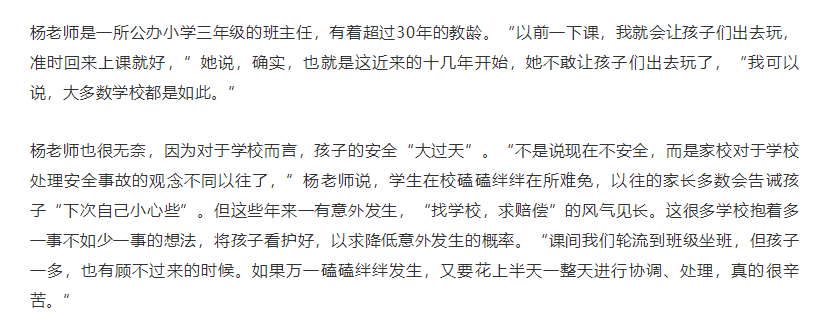 杨老师是一所公办小学三年级的班主任，有着超过30年的教龄。“以前一下课，我就会让孩子们出去玩，
准时回来上课就好，”她说，确实，也就是这近来的十几年开始，她不敢让孩子们出去玩了，“我可以
说，大多数学校都是如此。“
杨老师也很无奈，因为对于学校而言，孩子的安全“大过天”。“不是说现在不安全，而是家校对于学校
处理安全事故的观念不同以往了，”杨老师说，学生在校磕磕绊绊在所难免，以往的家长多数会告诫孩
子“下次自己小心些”。但这些年来一有意外发生，“找学校，求赔偿”的风气见长。这很多学校抱着多
一事不如少一事的想法，将孩子看护好，以求降低意外发生的概率。“课间我们轮流到班级坐班，但孩子
一多，也有顾不过来的时候。如果万一磕磕绊绊发生，又要花上半天一整天进行协调、处理，真的很辛
苦。“